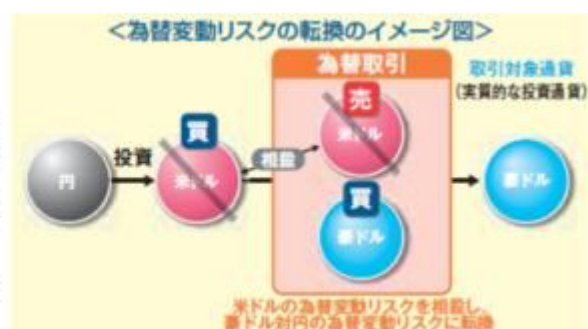 <為替変動リスクの転換のイメージ図>
為替取引
取引対象通貨
(実質的な投資通貨)
売
米ドル
買
投資
円
米ドル
相殺
買
豪ドル
豪ドル
米ドルの為替変動リスクを相殺し、
豪ドル対円の為替変動リスクに転換